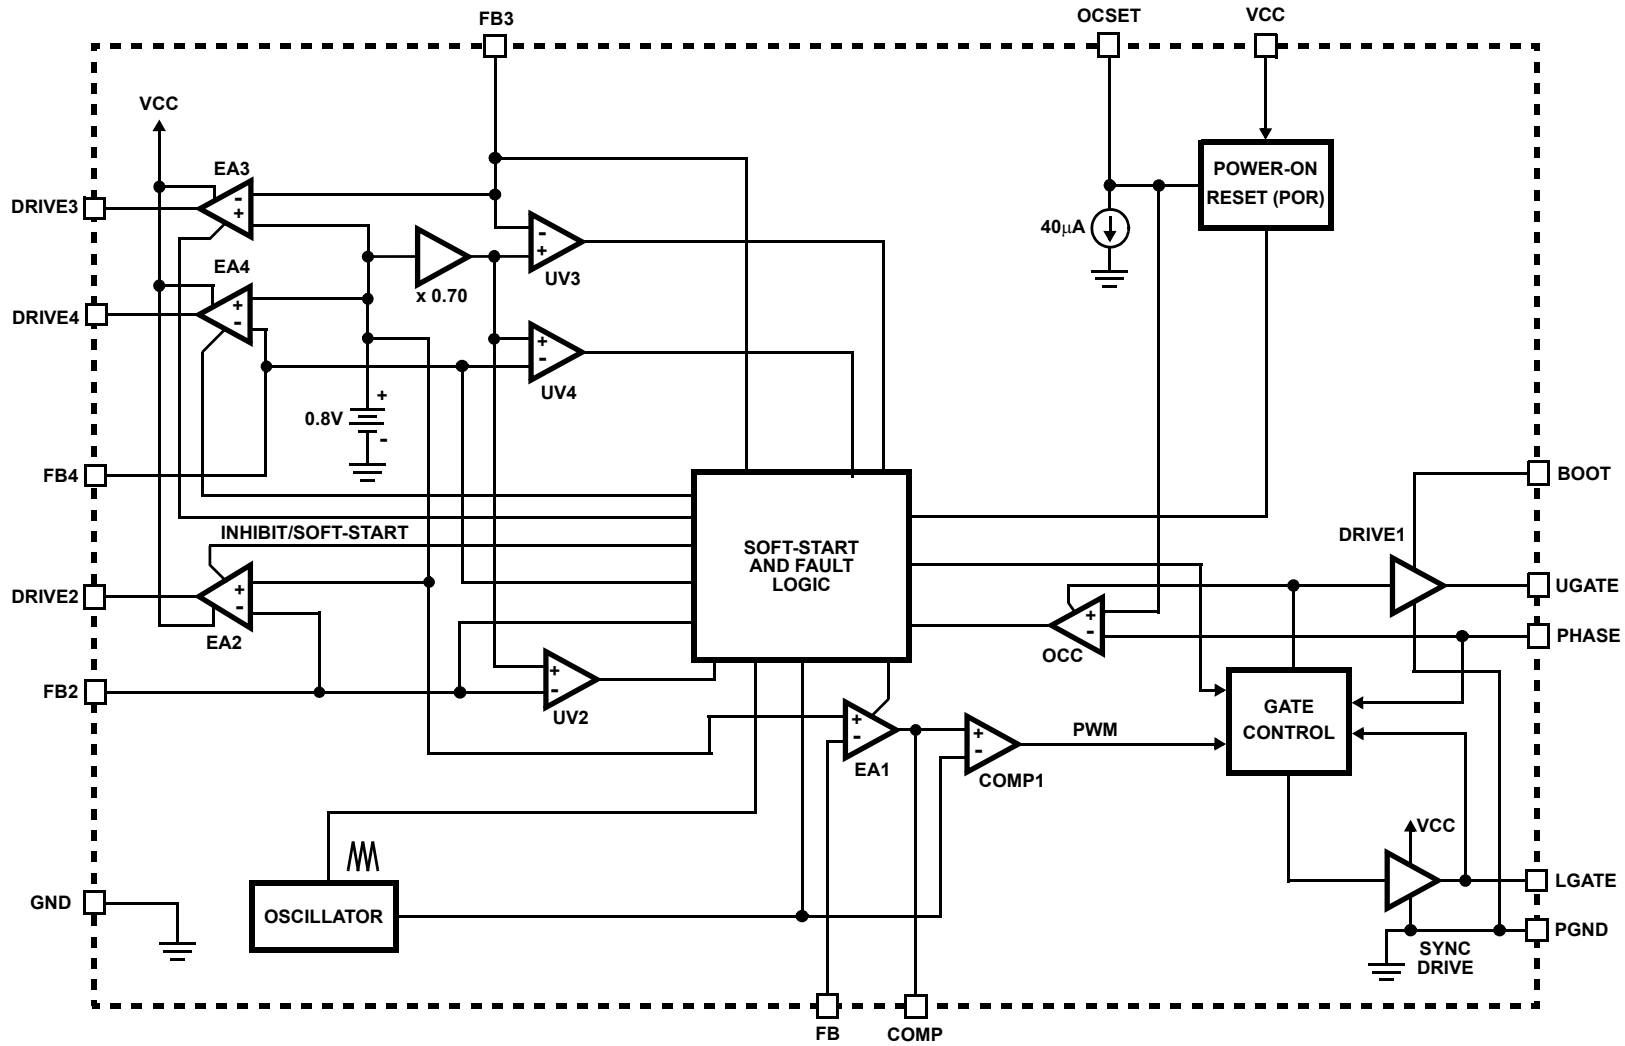 FB3
OCSET
VCC
VCC
EA3
-
+
DRIVE3
POWER-ON
RESET (POR)
40µA
EA4
+
-
DRIVE4
x 0.70
-
+
UV3
+
-
UV4
0.8V
+
-
FB4
INHIBIT/SOFT-START
SOFT-START
AND FAULT
LOGIC
BOOT
DRIVE1
DRIVE2
+
-
EA2
UGATE
+
-
OCC
PHASE
FB2
+
-
UV2
+
-
EA1
+
-
COMP1
PWM
GATE
CONTROL
VCC
LGATE
GND
OSCILLATOR
PGND
SYNC
DRIVE
FB
COMP